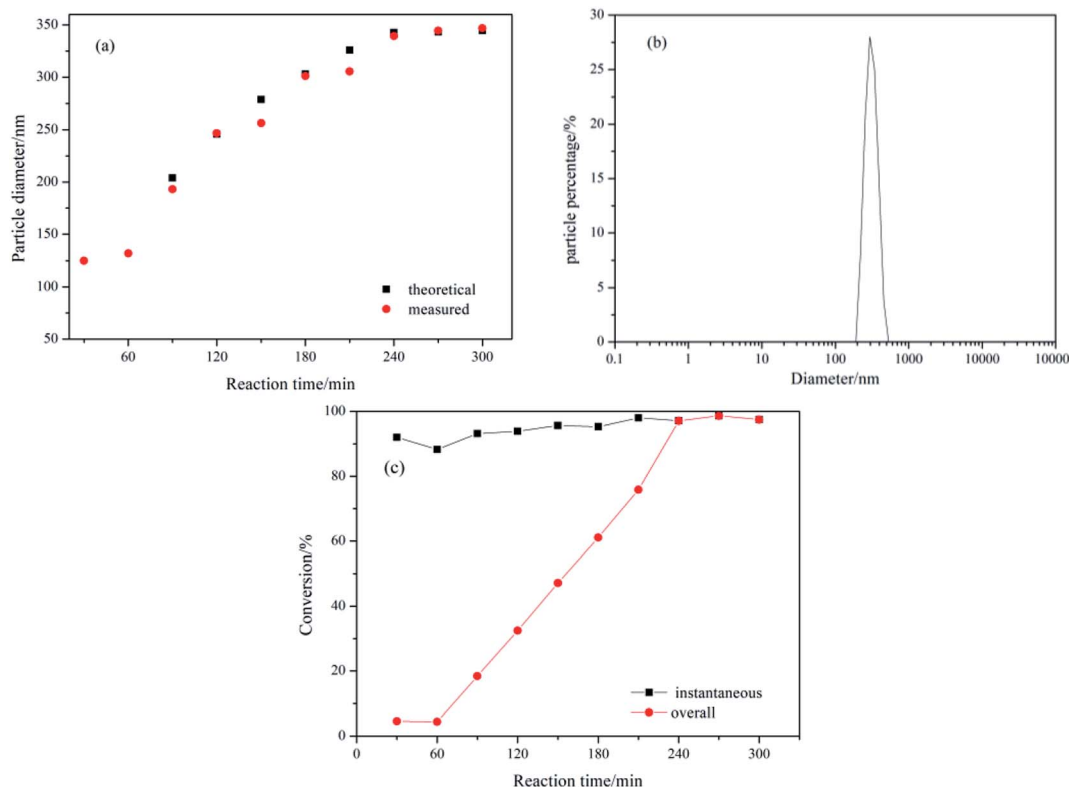 350
300
250
200
150
100
50
Particle diameter/nm
(a)
theoretical
measured
60
120
180
240
300
Reaction time/min
30
25
20
15
10
5
0
particle percentage/%
(b)
0.1
1
10
100
1000
10000
10000
Diameter/nm
100
80
60
40
20
0
Conversion/%
(c)
instantaneous
overall
0
60
120
180
240
300
Reaction time/min